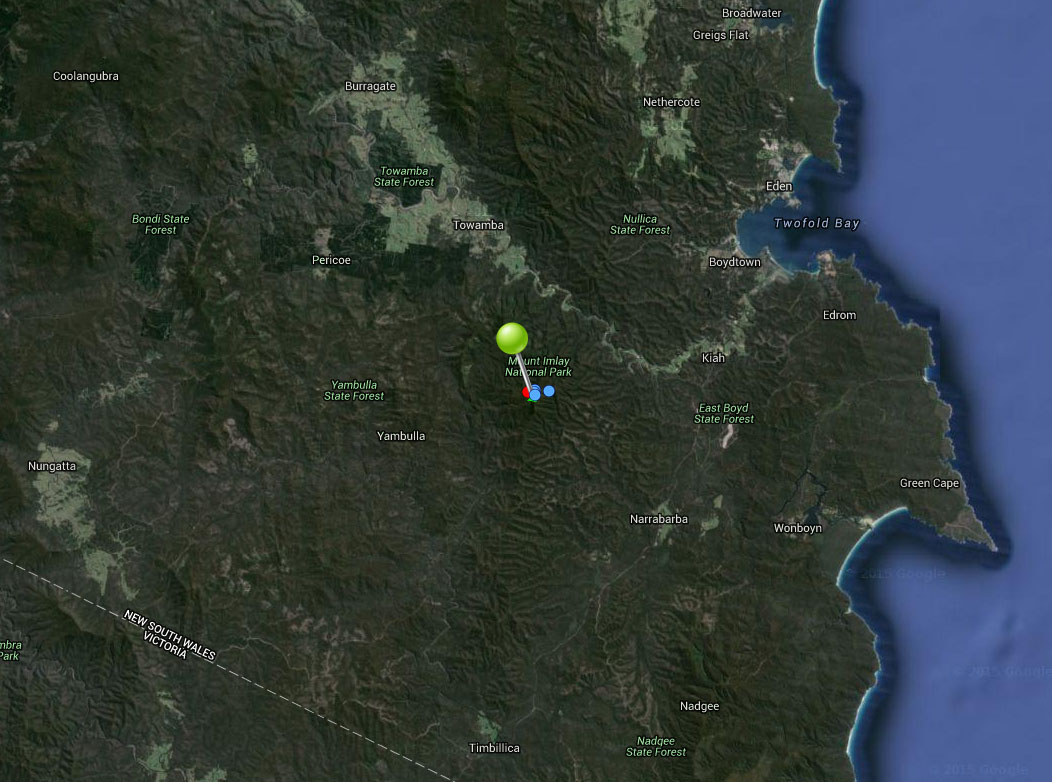 Broadwater
Greigs Flat
Coolangubra
Burragate
Nethercote
Towamba
State Forest
Eden
Bondi State
Forest
Nullica
State Forest
Twofold Bay
Towamba
Pericoe
Boydtown
Edrom
Kiah
Mount Imlay
National Park
Yambulla
State Forest
East Boyd
State Forest
Yambulla
Nungatta
Green Cape
Narrabarba
Wonboyn
© 2015 Google
NEW SOUTH WALES
VICTORIA
mbra
Park
© 2015 Google
Nadgee
Timbillica
Nadgee
State Forest
© 2015 Google